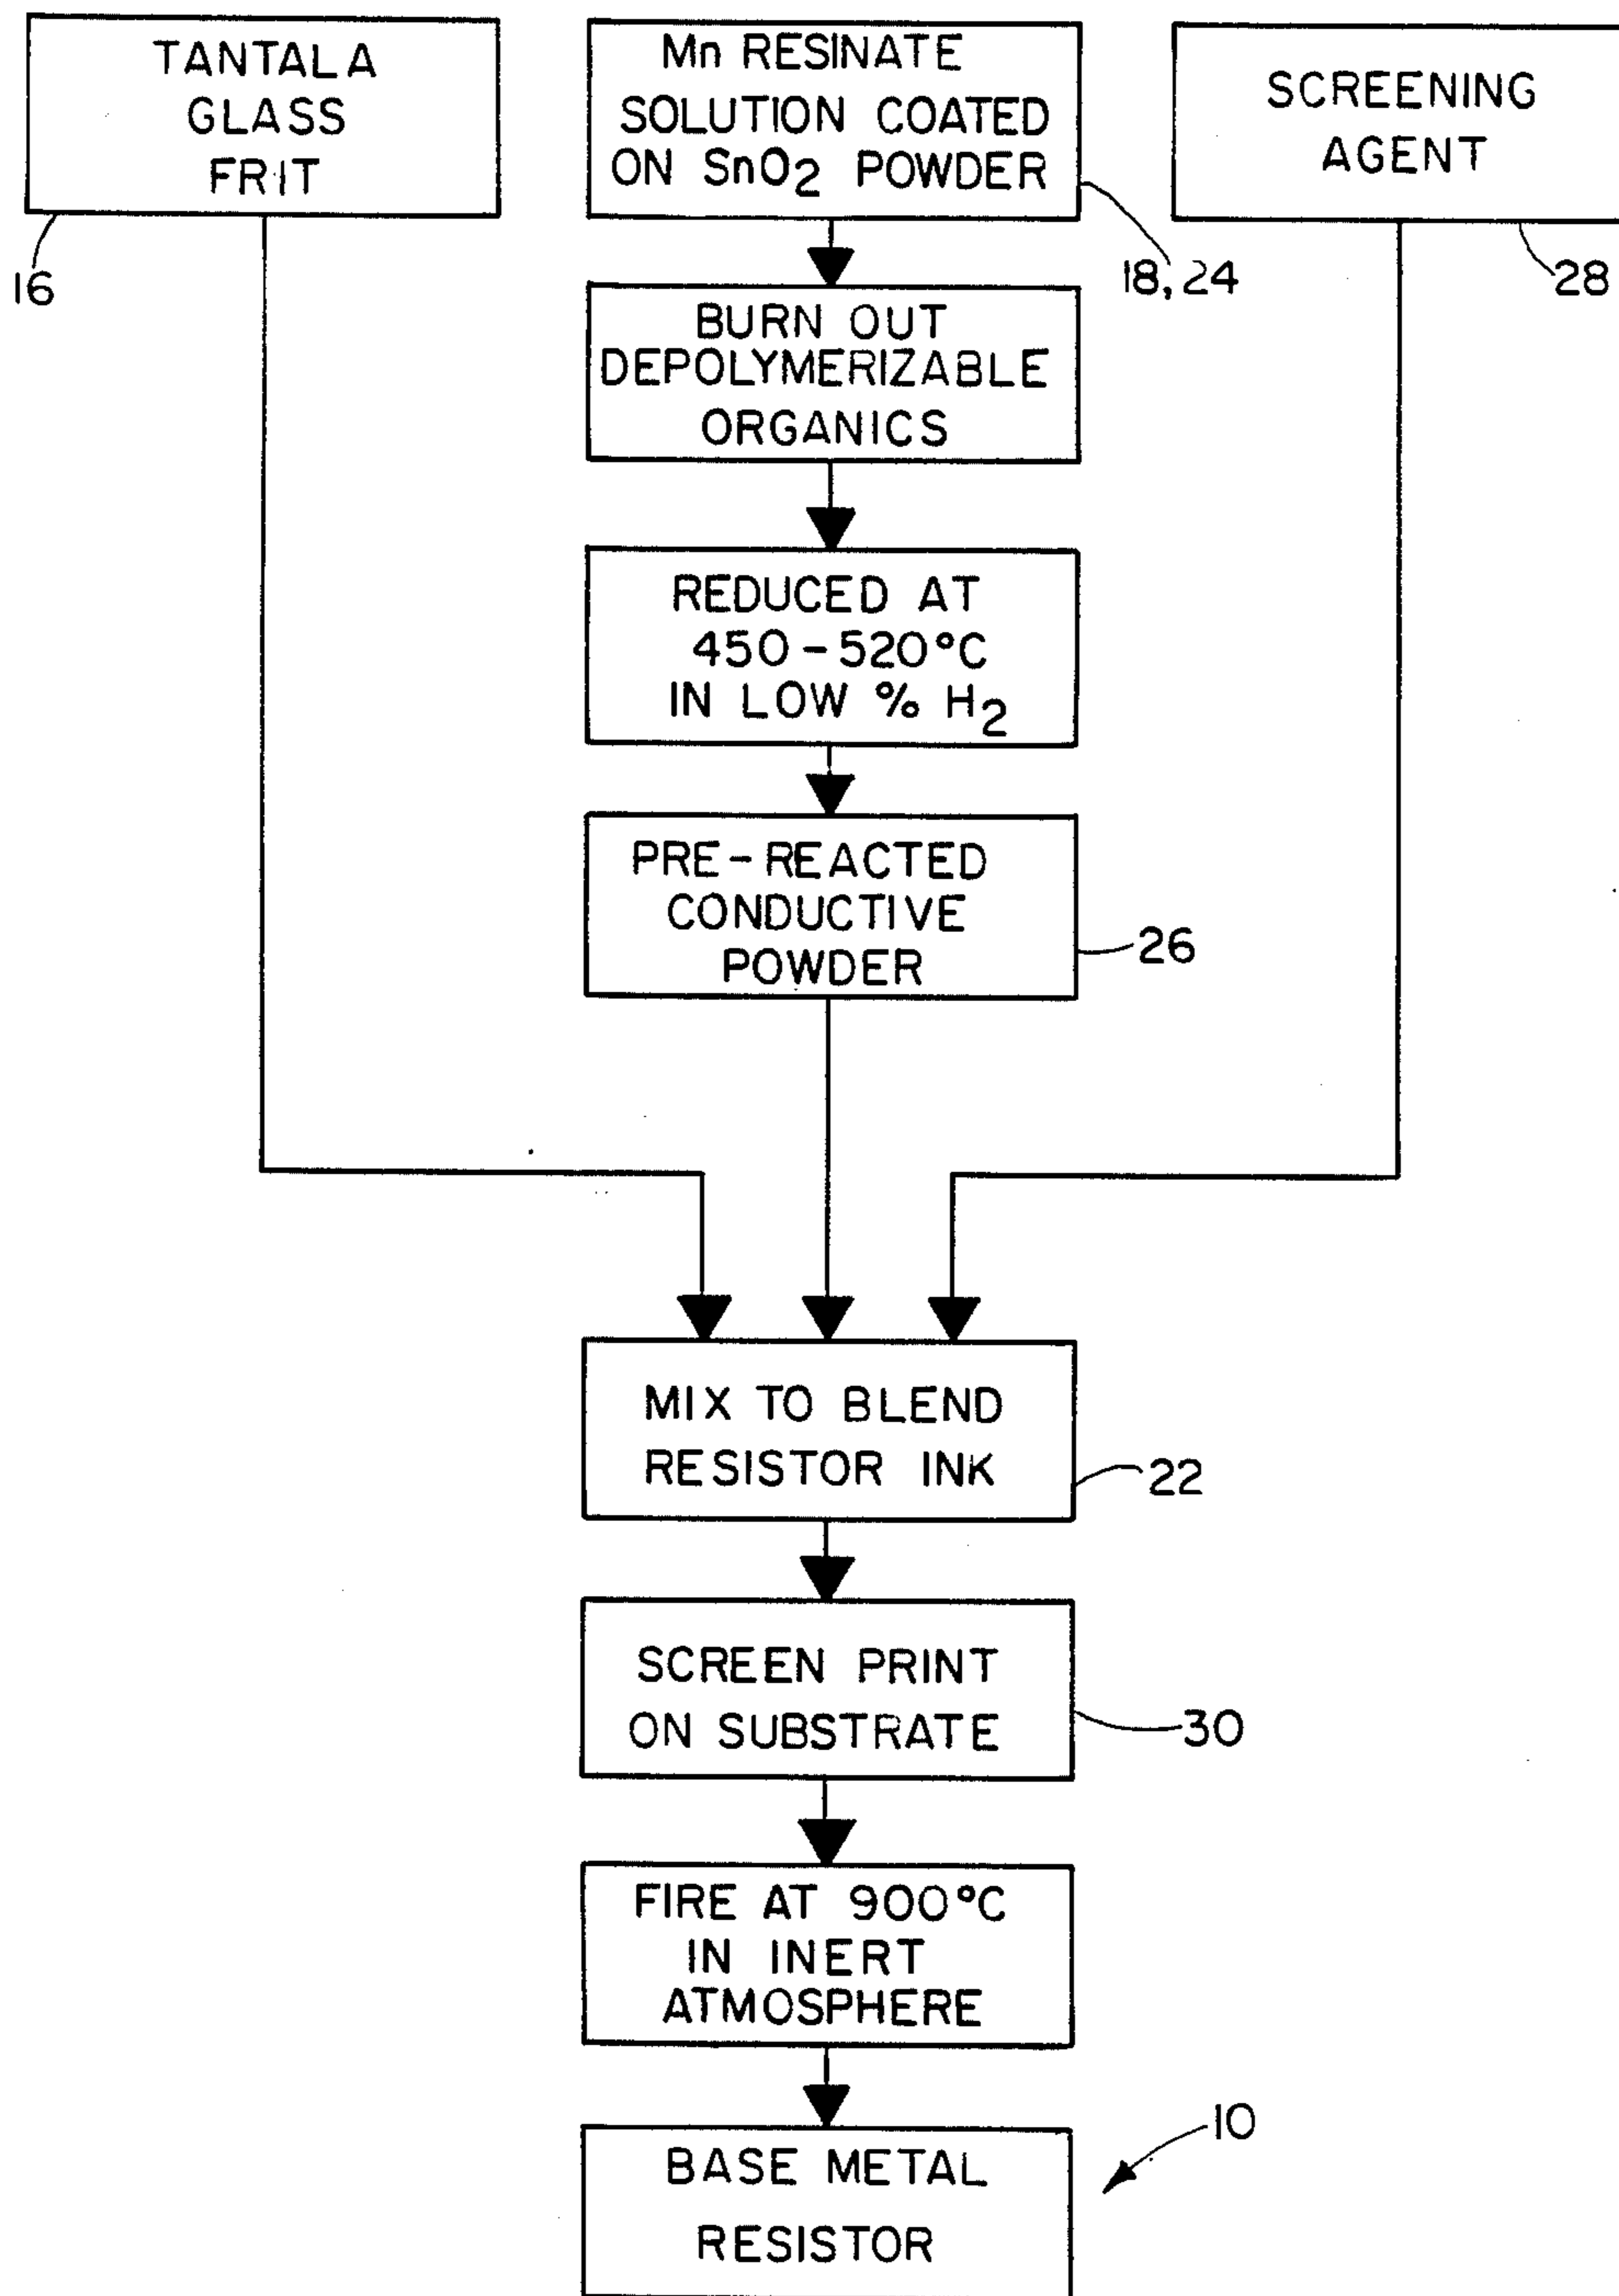 TANTALA
GLASS
FRIT
16
Mn RESINATE
SOLUTION COATED
ON SnO2 POWDER
18, 24
SCREENING
AGENT
28
BURN OUT
DEPOLYMERIZABLE
ORGANICS
REDUCED AT
450-520°C
IN LOW % H2
PRE-REACTED
CONDUCTIVE
POWDER
26
MIX TO BLEND
RESISTOR INK
22
SCREEN PRINT
ON SUBSTRATE
30
FIRE AT 900°C
IN INERT
ATMOSPHERE
10
BASE METAL
RESISTOR